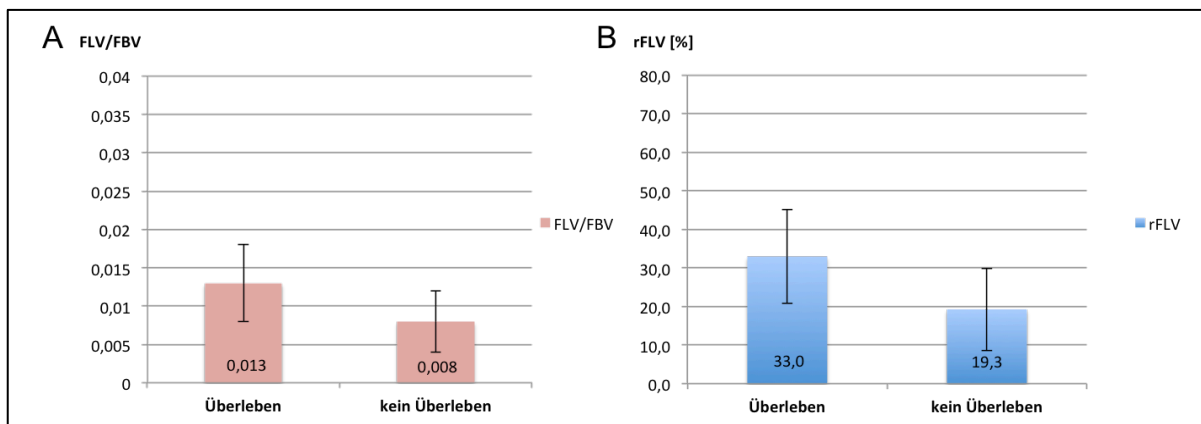 A FLV/FBV
0,04
0,035
0,03
0,025
0,02
0,015
0,01
0,005
0
0,013
0,008
Überleben
kein Überleben
FLV/FBV
B rFLV [%]
80,0
70,0
60,0
50,0
40,0
30,0
20,0
10,0
0,0
33,0
19,3
Überleben
kein Überleben
rFLV